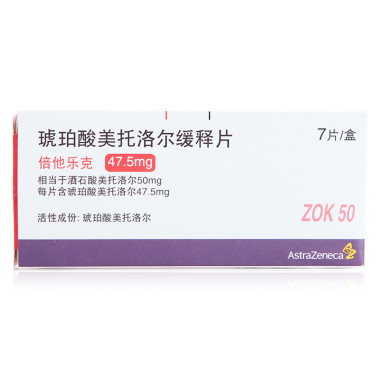 琥珀酸美托洛尔缓释片
7片/盒
倍他乐克 47.5mg
相当于酒石酸美托洛尔50mg
每片含琥珀酸美托洛尔47.5mg
活性成份: 琥珀酸美托洛尔
ZOK 50
AstraZeneca